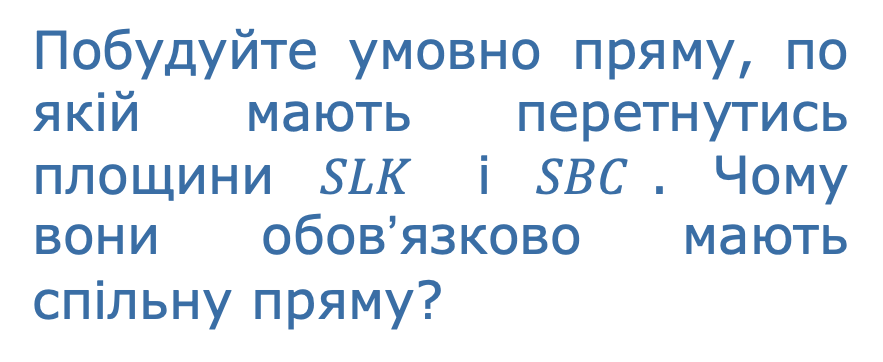 Побудуйте умовно пряму, по
якій мають перетнутись
площини SLK і SBC . Чому
вони обов’язково мають
спільну пряму?